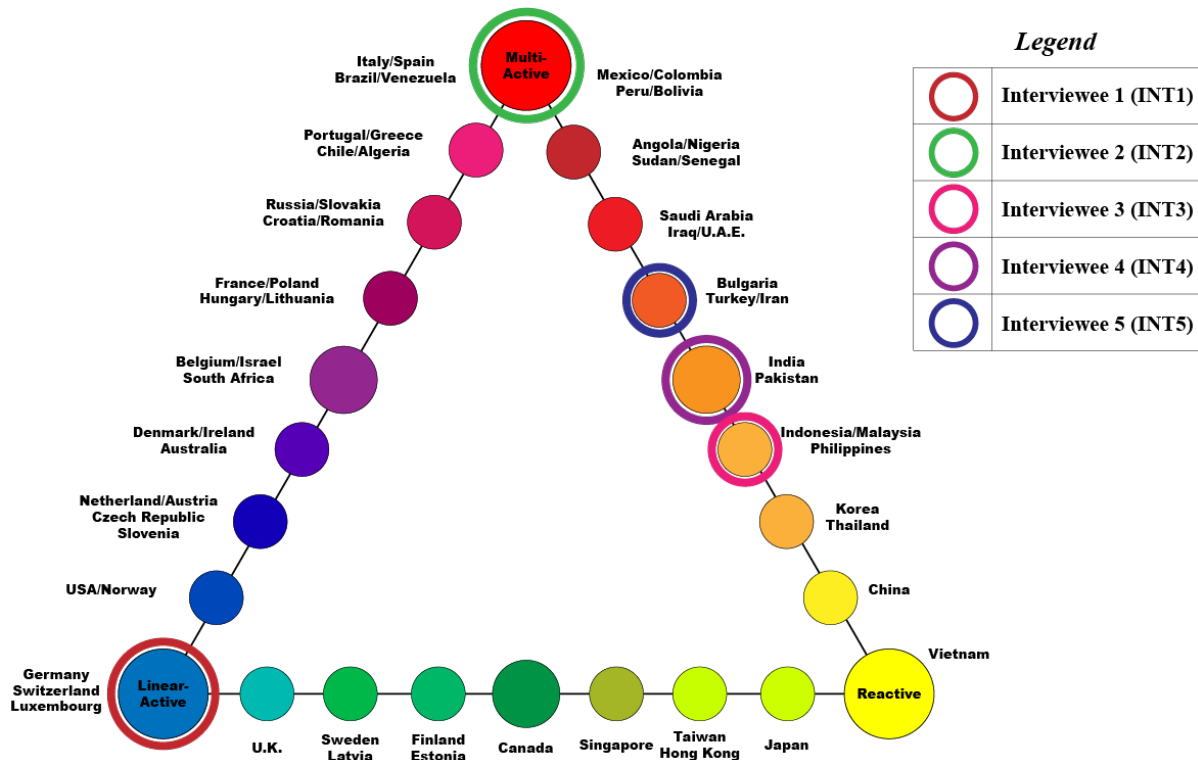 Legend
Interviewee 1 (INT1)
Interviewee 2 (INT2)
Interviewee 3 (INT3)
Interviewee 4 (INT4)
Interviewee 5 (INT5)
Multi-
Active
Italy/Spain
Brazil/Venezuela
Mexico/Colombia
Peru/Bolivia
Portugal/Greece
Chile/Algeria
Angola/Nigeria
Sudan/Senegal
Russia/Slovakia
Croatia/Romania
Saudi Arabia
Iraq/U.A.E.
France/Poland
Hungary/Lithuania
Bulgaria
Turkey/Iran
Belgium/Israel
South Africa
India
Pakistan
Denmark/Ireland
Australia
Indonesia/Malaysia
Philippines
Netherland/Austria
Czech Republic
Slovenia
Korea
Thailand
USA/Norway
China
Germany
Switzerland
Luxembourg
Linear-
Active
Vietnam
Reactive
U.K.
Sweden
Latvia
Finland
Estonia
Canada
Singapore
Taiwan
Hong Kong
Japan